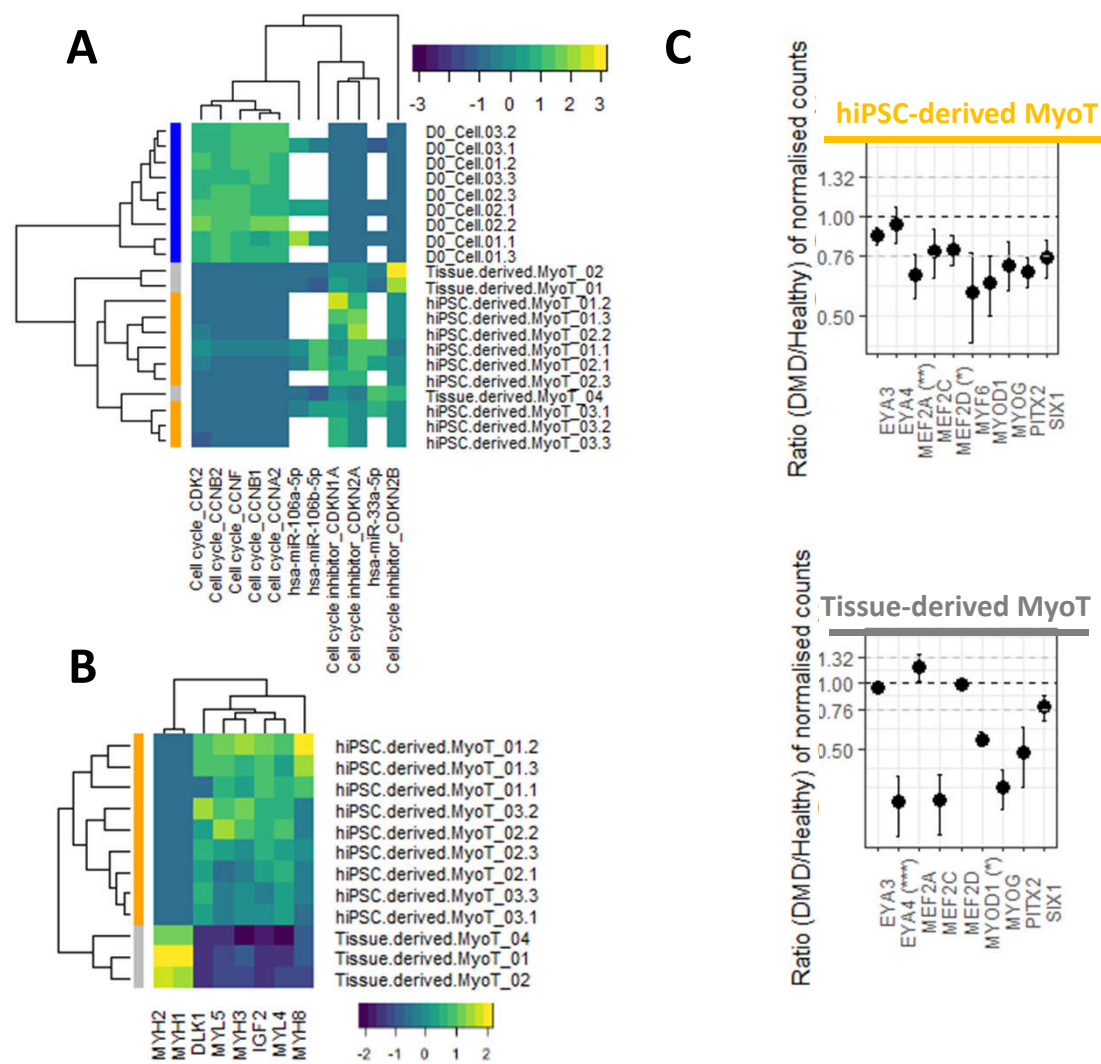 A
-3 -1 0 1 2 3
D0_Cell.03.2
D0_Cell.03.1
D0_Cell.01.2
D0_Cell.03.3
D0_Cell.02.3
D0_Cell.02.1
D0_Cell.02.2
D0_Cell.01.1
D0_Cell.01.3
Tissue.derived.MyoT_02
Tissue.derived.MyoT_01
hiPSC.derived.MyoT_01.2
hiPSC.derived.MyoT_01.3
hiPSC.derived.MyoT_02.2
hiPSC.derived.MyoT_01.1
hiPSC.derived.MyoT_02.1
hiPSC.derived.MyoT_02.3
Tissue.derived.MyoT_04
hiPSC.derived.MyoT_03.1
hiPSC.derived.MyoT_03.2
hiPSC.derived.MyoT_03.3
Cell cycle_CDK2
Cell cycle_CCNB2
Cell cycle_CCNF
Cell cycle_CCNB1
Cell cycle_CCNA2
hsa-miR-106a-5p
hsa-miR-106b-5p
Cell cycle inhibitor_CDKN1A
Cell cycle inhibitor_CDKN2A
hsa-miR-33a-5p
Cell cycle inhibitor_CDKN2B
B
hiPSC.derived.MyoT_01.2
hiPSC.derived.MyoT_01.3
hiPSC.derived.MyoT_01.1
hiPSC.derived.MyoT_03.2
hiPSC.derived.MyoT_02.2
hiPSC.derived.MyoT_02.3
hiPSC.derived.MyoT_02.1
hiPSC.derived.MyoT_03.3
hiPSC.derived.MyoT_03.1
Tissue.derived.MyoT_04
Tissue.derived.MyoT_01
Tissue.derived.MyoT_02
MYH2
MYH1
DLK1
MYL5
MYH3
IGF2
MYL4
MYH8
-2 -1 0 1 2
C
hiPSC-derived MyoT
Ratio (DMD/Healthy) of normalised counts
1.32
1.00
0.76
0.50
EYA3
EYA4
MEF2A (**)
MEF2C
MEF2D (*)
MYF6
MYOD1
MYOG
PITX2
SIX1
Tissue-derived MyoT
Ratio (DMD/Healthy) of normalised counts
1.32
1.00
0.76
0.50
EYA3
EYA4 (***)
MEF2A
MEF2C
MEF2D
MYOD1 (*)
MYOG
PITX2
SIX1